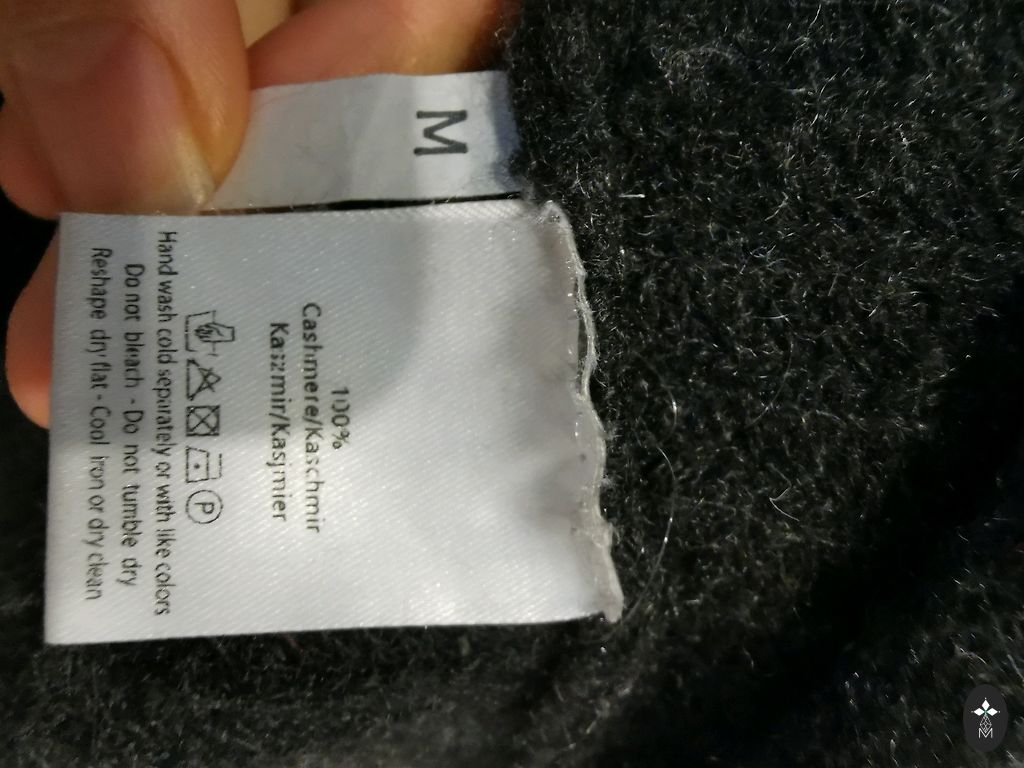 M
100%
Cashmere/Kaschmir
Kaszmir/Kasjmier
P
Hand wash cold separately or with like colors
Do not bleach - Do not tumble dry
Reshape dry flat - Cool iron or dry clean
M